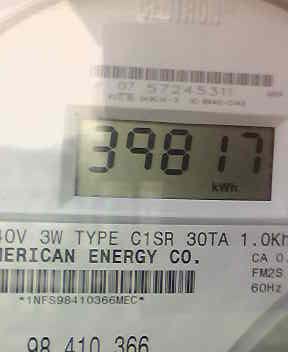 07 57245311
39817
kWh
40V 3W TYPE C1SR 30TA 1.0Kh
MERICAN ENERGY CO.
CA 0.
FM2S
60Hz
*1NFS98410366MEC*
98 410 366